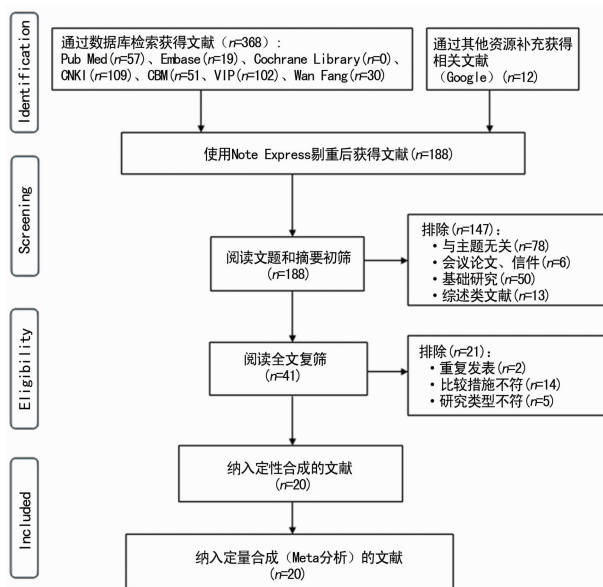 Identification
通过数据库检索获得文献(n=368):
Pub Med(n=57)、Embase(n=19)、Cochrane Library(n=0)、
CNKI(n=109)、CBM(n=51、VIP(n=102)、Wan Fang(n=30)
通过其他资源补充获得
相关文献
(Google)(n=12)
使用Note Express剔重后获得文献(n=188)
Screening
阅读文题和摘要初筛
(n=188)
排除(n=147):
・与主题无关(n=78)
・会议论文、信件(n=6)
・基础研究(n=50)
・综述类文献(n=13)
Eligibility
阅读全文复筛
(n=41)
排除(n=21):
・重复发表(n=2)
・比较措施不符(n=14)
・研究类型不符(n=5)
Included
纳入定性合成的文献
(n=20)
纳入定量合成(Meta分析)的文献
(n=20)